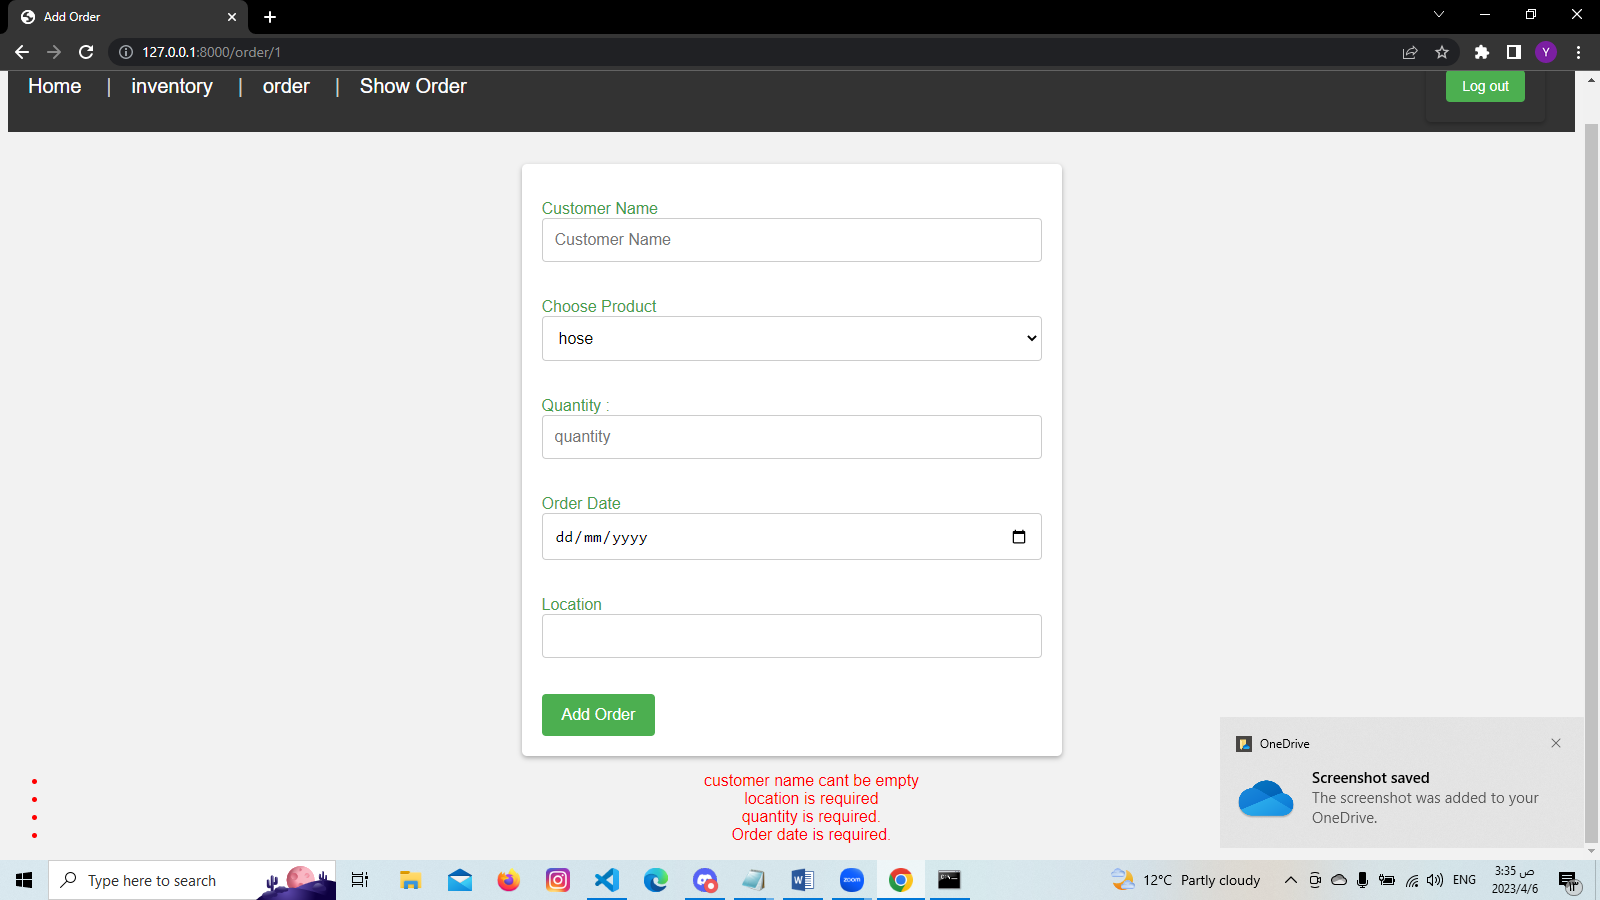 Add Order
127.0.0.1:8000/order/1
Y
Home | inventory | order | Show Order
Log out
Customer Name
Customer Name
Choose Product
hose
Quantity :
quantity
Order Date
dd/mm/yyyy
Location
Add Order
customer name cant be empty
location is required
quantity is required.
Order date is required.
OneDrive
Screenshot saved
The screenshot was added to your
OneDrive.
Type here to search
zoom
12°C Partly cloudy
ENG
3:35 ص
2023/4/6
١٣